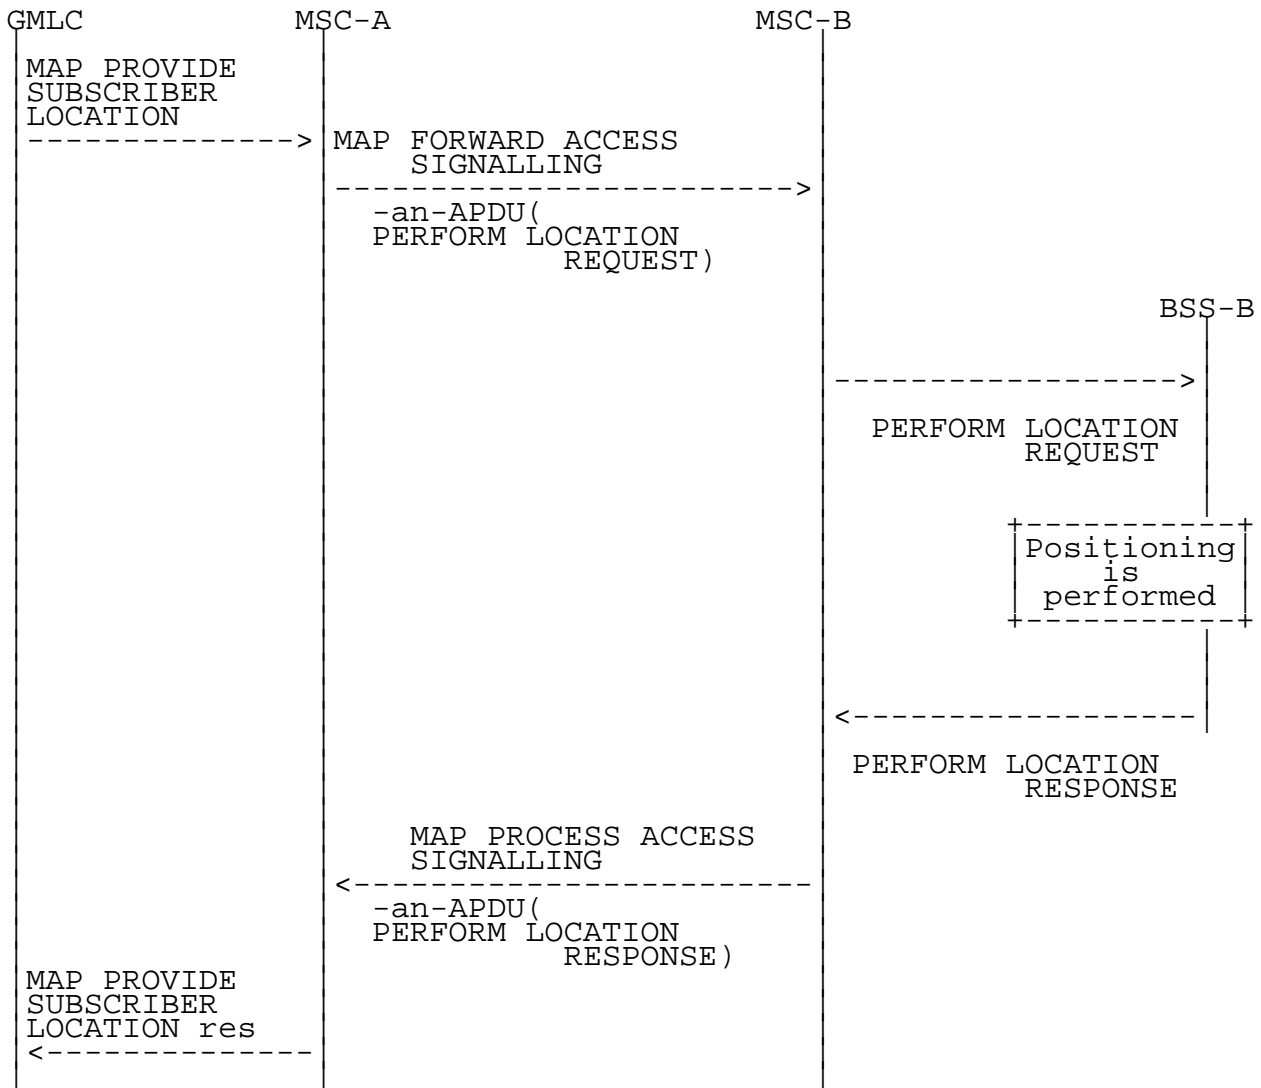 GMLC MSC-A MSC-B
MAP PROVIDE
SUBSCRIBER
LOCATION
MAP FORWARD ACCESS
SIGNALLING
-an-APDU(
PERFORM LOCATION
REQUEST)
BSS-B
PERFORM LOCATION
REQUEST
Positioning
is
performed
PERFORM LOCATION
RESPONSE
MAP PROCESS ACCESS
SIGNALLING
-an-APDU(
PERFORM LOCATION
RESPONSE)
MAP PROVIDE
SUBSCRIBER
LOCATION res